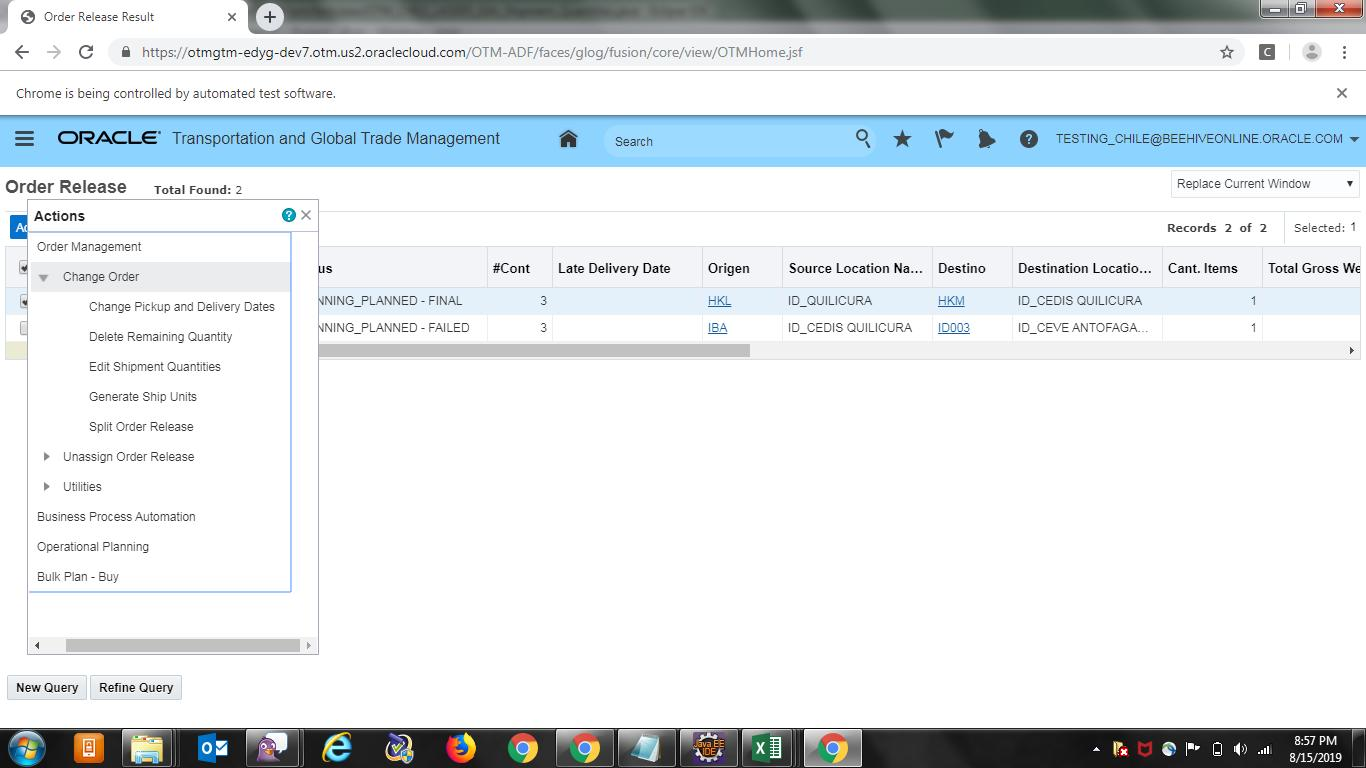 Order Release Result
https://otmgtm-edyg-dev7.otm.us2.oraclecloud.com/OTM-ADF/faces/glog/fusion/core/view/OTMHome.jsf
C
Chrome is being controlled by automated test software.
ORACLE Transportation and Global Trade Management
Search
TESTING_CHILE@BEEHIVEONLINE.ORACLE.COM
Order Release
Total Found: 2
Replace Current Window
Actions
Records 2 of 2
Selected: 1
#Cont Late Delivery Date Origen Source Location Na... Destino Destination Locatio... Cant. Items Total Gross We
NNING_PLANNED - FINAL 3 HKL ID_QUILICURA HKM ID_CEDIS QUILICURA 1
NNING_PLANNED - FAILED 3 IBA ID_CEDIS QUILICURA ID003 ID_CEVE ANTOFAGA... 1
Order Management
Change Order
Change Pickup and Delivery Dates
Delete Remaining Quantity
Edit Shipment Quantities
Generate Ship Units
Split Order Release
Unassign Order Release
Utilities
Business Process Automation
Operational Planning
Bulk Plan - Buy
New Query Refine Query
Java EE
IDE
8:57 PM
8/15/2019